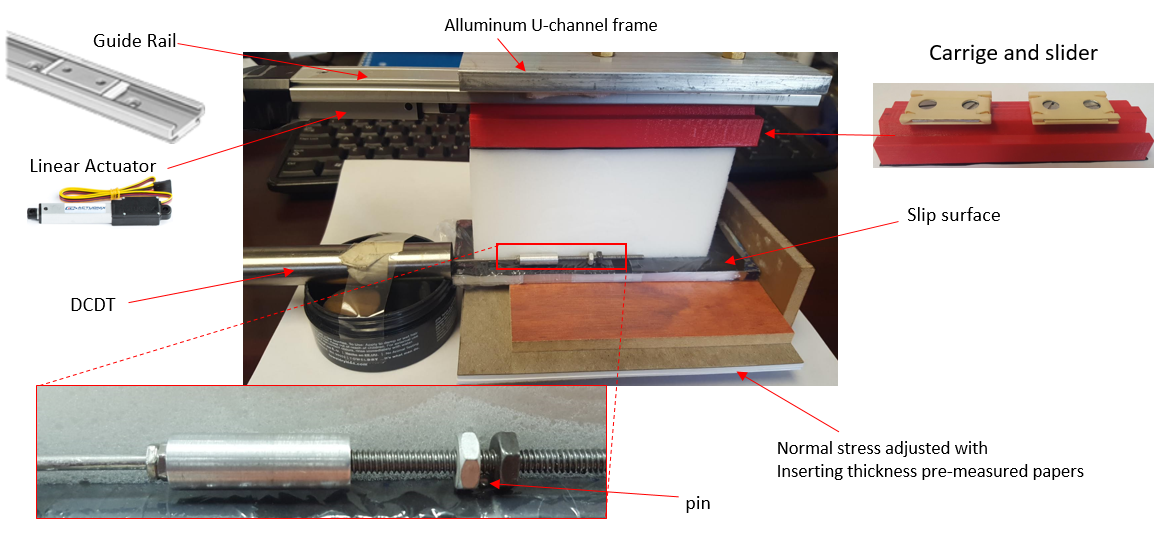 Alluminum U-channel frame
Guide Rail
Carrige and slider
Linear Actuator
Slip surface
DCDT
Normal stress adjusted with
Inserting thickness pre-measured papers
pin